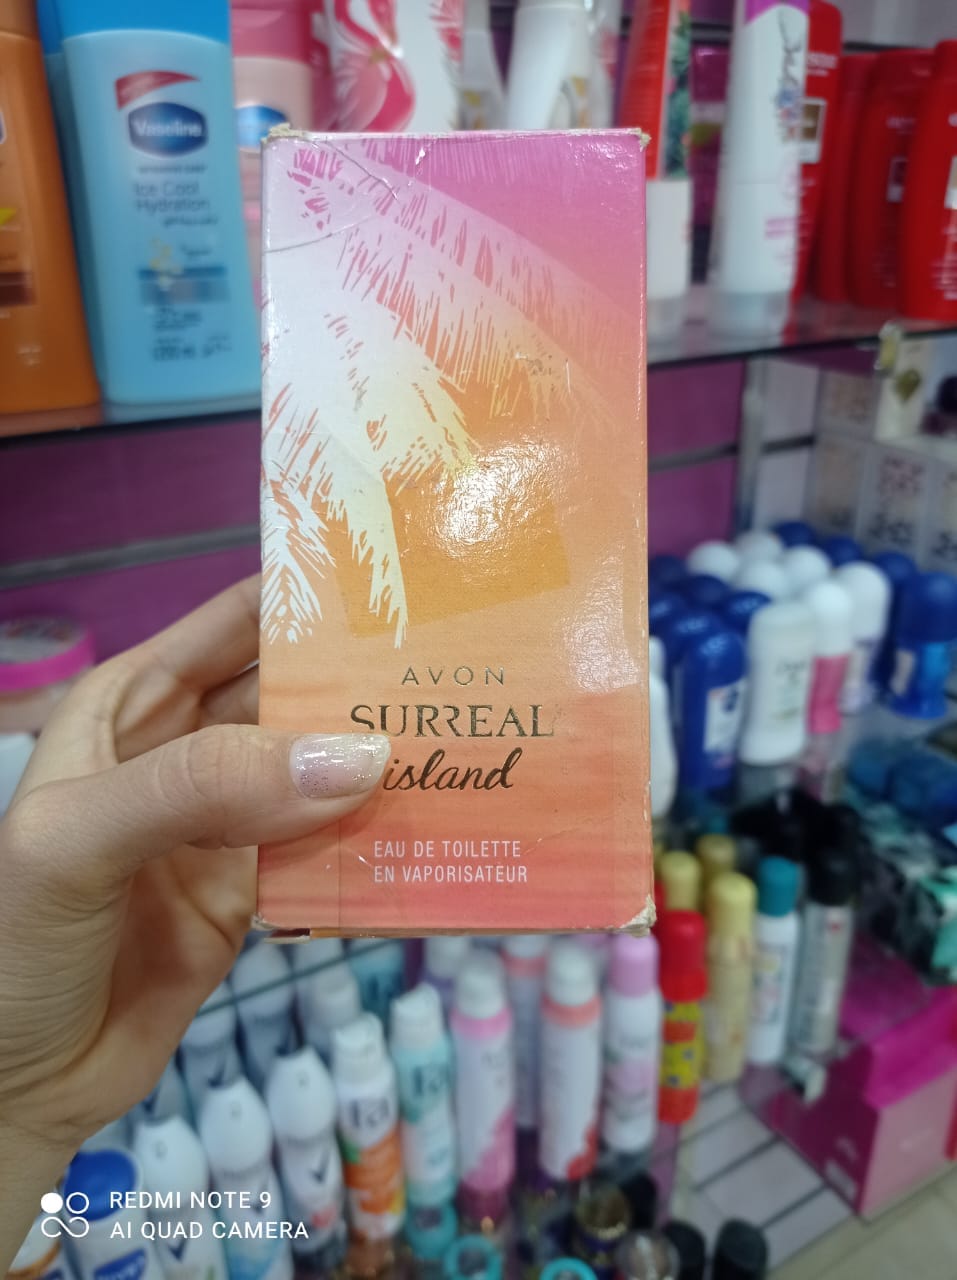 Vaseline
Ice Cool
Hydration
AVON
SURREAL
island
EAU DE TOILETTE
EN VAPORISATEUR
REDMI NOTE 9
AI QUAD CAMERA